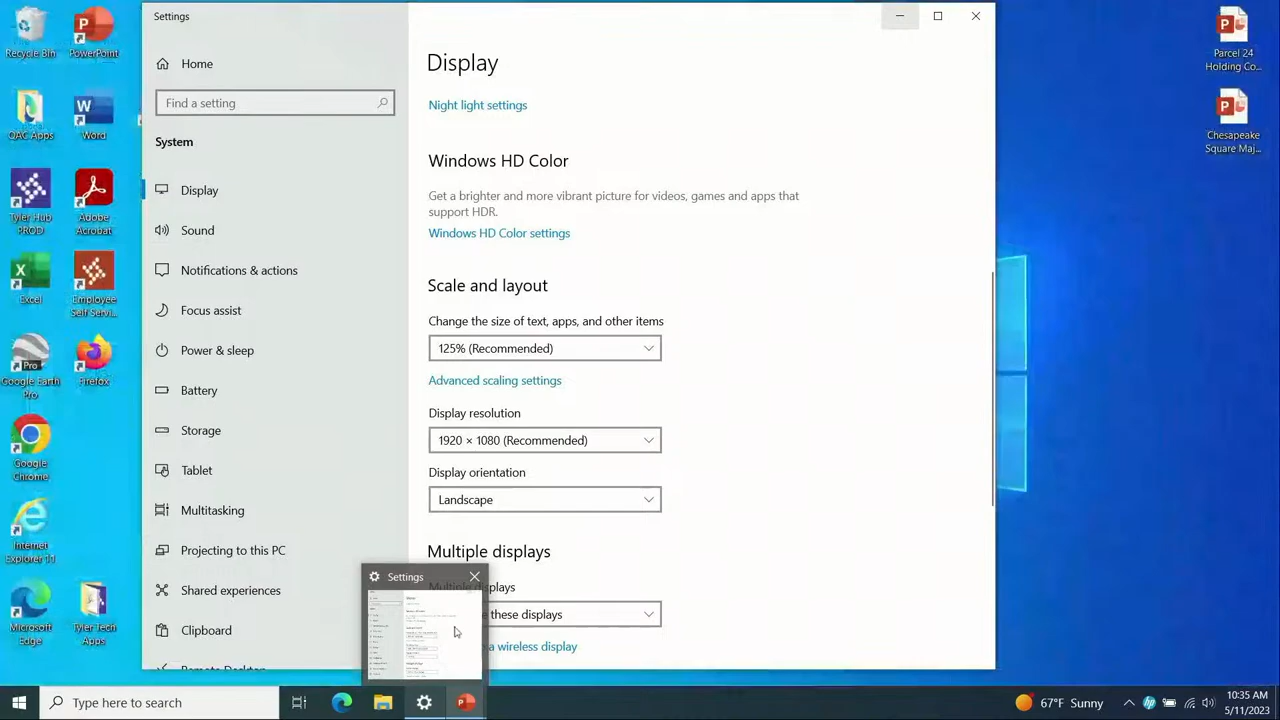 Settings
Home
Find a setting
System
Display
Sound
Notifications & actions
Focus assist
Power & sleep
Battery
Storage
Tablet
Multitasking
Projecting to this PC
Shared experiences
Clipboard
Remote Desktop
Display
Night light settings
Windows HD Color
Get a brighter and more vibrant picture for videos, games and apps that
support HDR.
Windows HD Color settings
Scale and layout
Change the size of text, apps, and other items
125% (Recommended)
Advanced scaling settings
Display resolution
1920 × 1080 (Recommended)
Display orientation
Landscape
Multiple displays
Multiple displays
these displays
a wireless display
Settings
Recycle Bin
PowerPoint
QAC Apps
Word
Tyler Hub
PROD
Adobe
Acrobat
Excel
Employee
Self Servi...
Google Earth
Pro
Firefox
Google
Chrome
Internet
Explorer 11
Edge
Parcel 24
Holding Co...
Chesapeake
Square Maj...
Type here to search
67°F Sunny
10:35 AM
5/11/2023